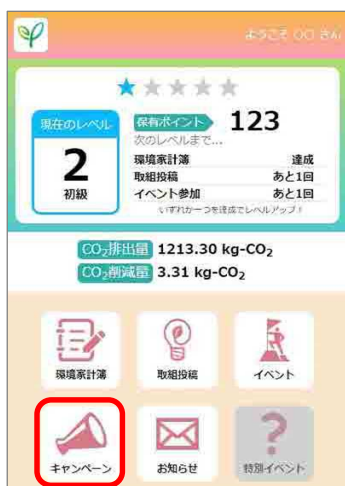 ようこそ 〇〇 さん
現在のレベル
2
初級
保有ポイント 123
次のレベルまで…
環境家計簿 達成
取組投稿 あと1回
イベント参加 あと1回
いずれか一つを達成でレベルアップ！
CO₂排出量 1213.30 kg-CO₂
CO₂削減量 3.31 kg-CO₂
環境家計簿 取組投稿 イベント
?
キャンペーン お知らせ 特別イベント